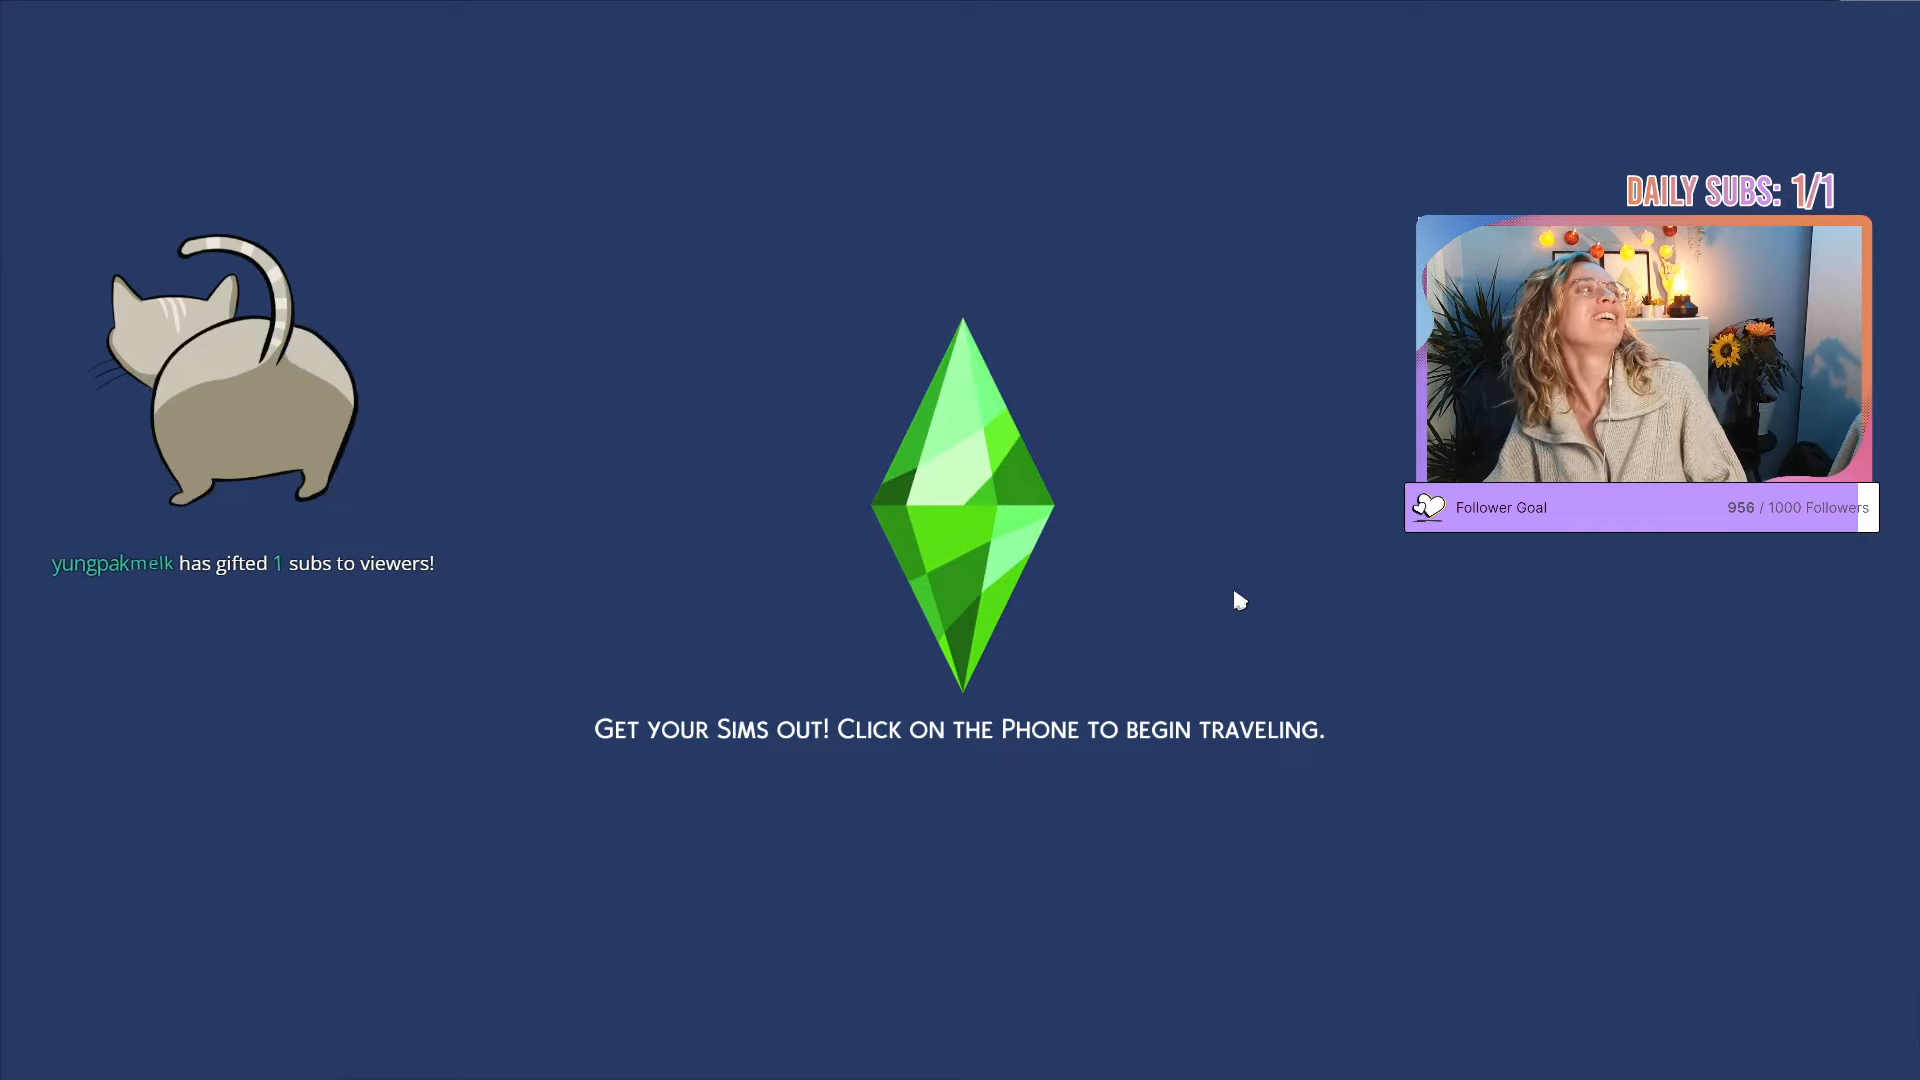 DAILY SUBS: 1/1
Follower Goal 956 / 1000 Followers
yungpakmelk has gifted 1 subs to viewers!
GET YOUR SIMS OUT! CLICK ON THE PHONE TO BEGIN TRAVELING.